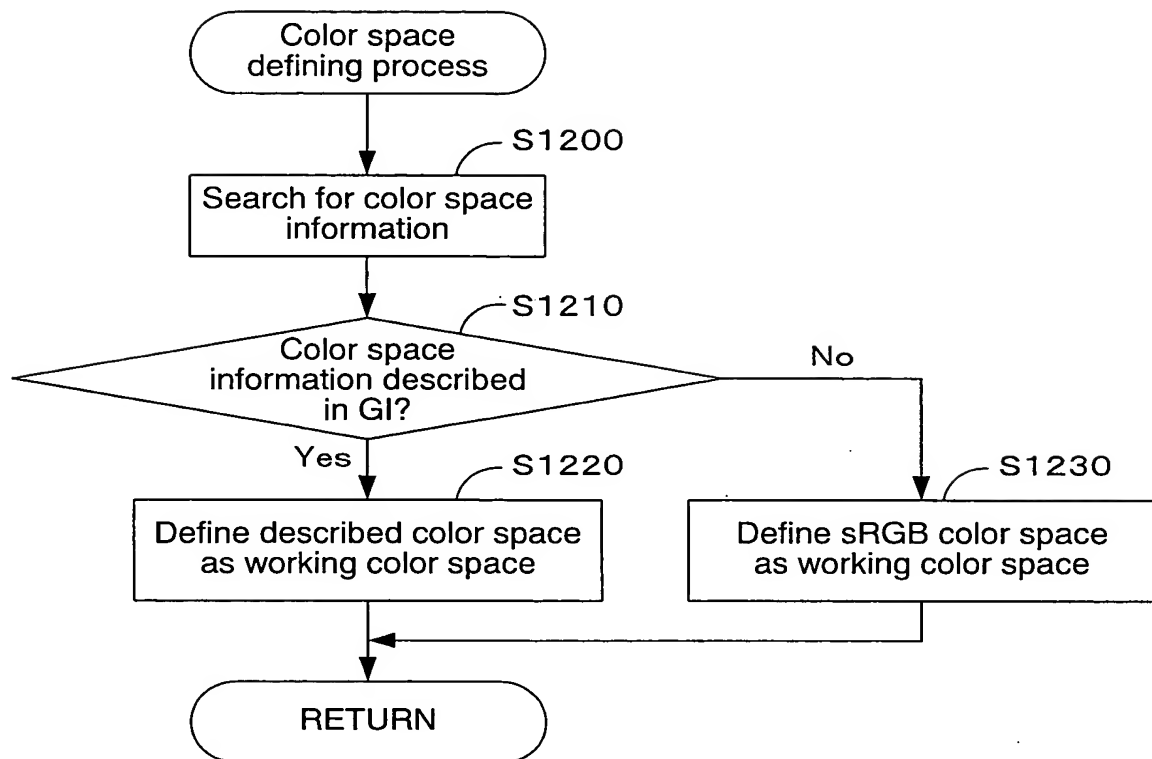 Color space
defining process
S1200
Search for color space
information
S1210
Color space
information described
in GI?
No
Yes
S1220
S1230
Define described color space
as working color space
Define sRGB color space
as working color space
RETURN